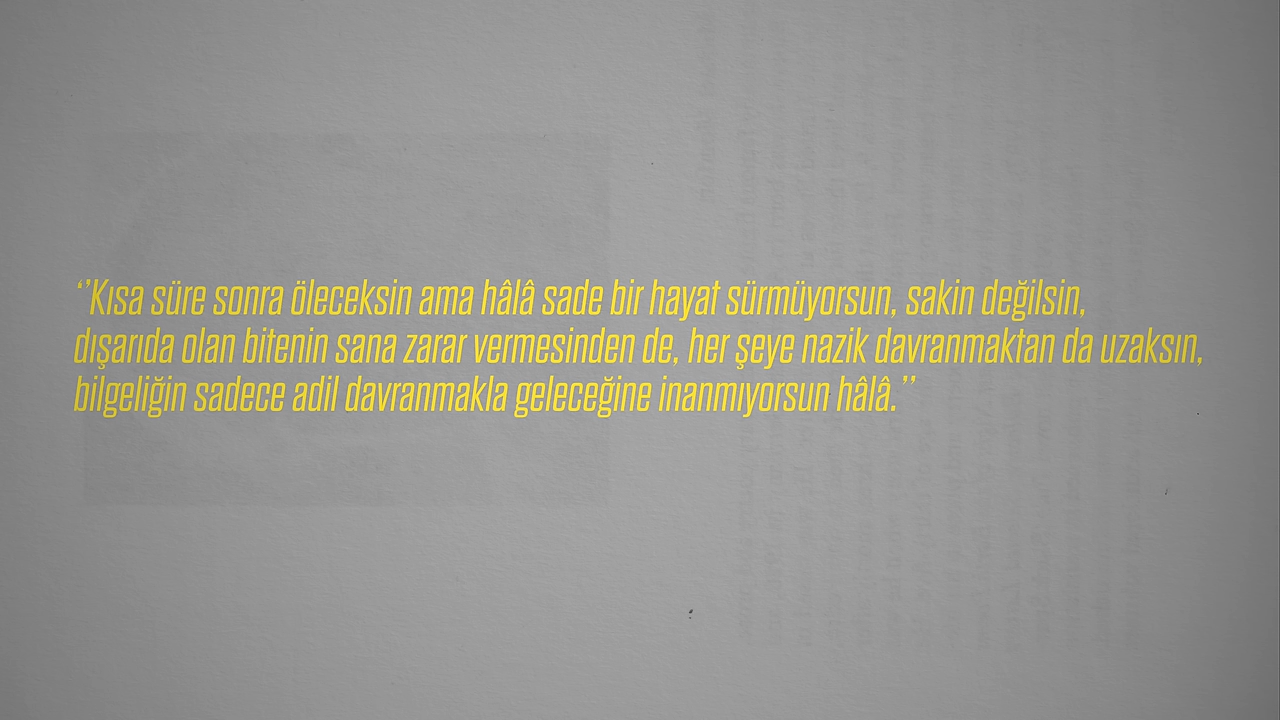 ‘’Kısa süre sonra öleceksin ama hâlâ sade bir hayat sürmüyorsun, sakin değilsin,
dışarıda olan bitenin sana zarar vermesinden de, her şeye nazik davranmaktan da uzaksın,
bilgeliğin sadece adil davranmakla geleceğine inanmıyorsun hâlâ.’’